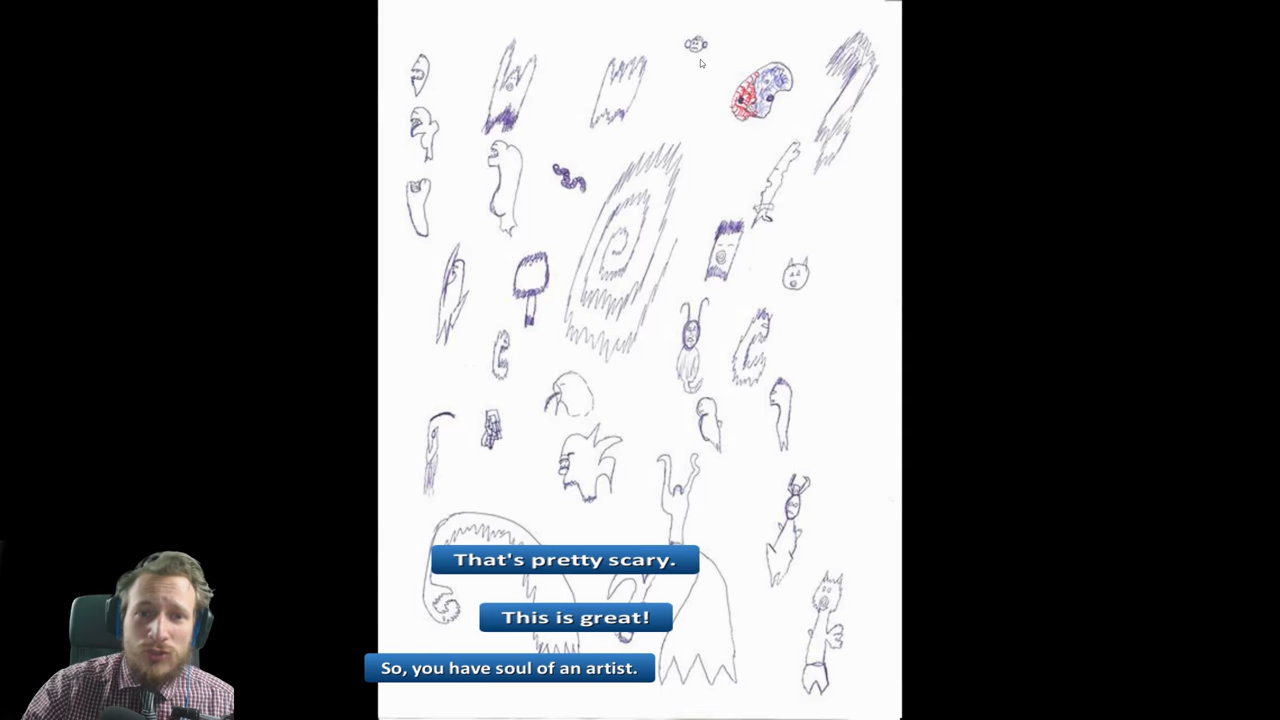 That's pretty scary.
This is great!
So, you have soul of an artist.